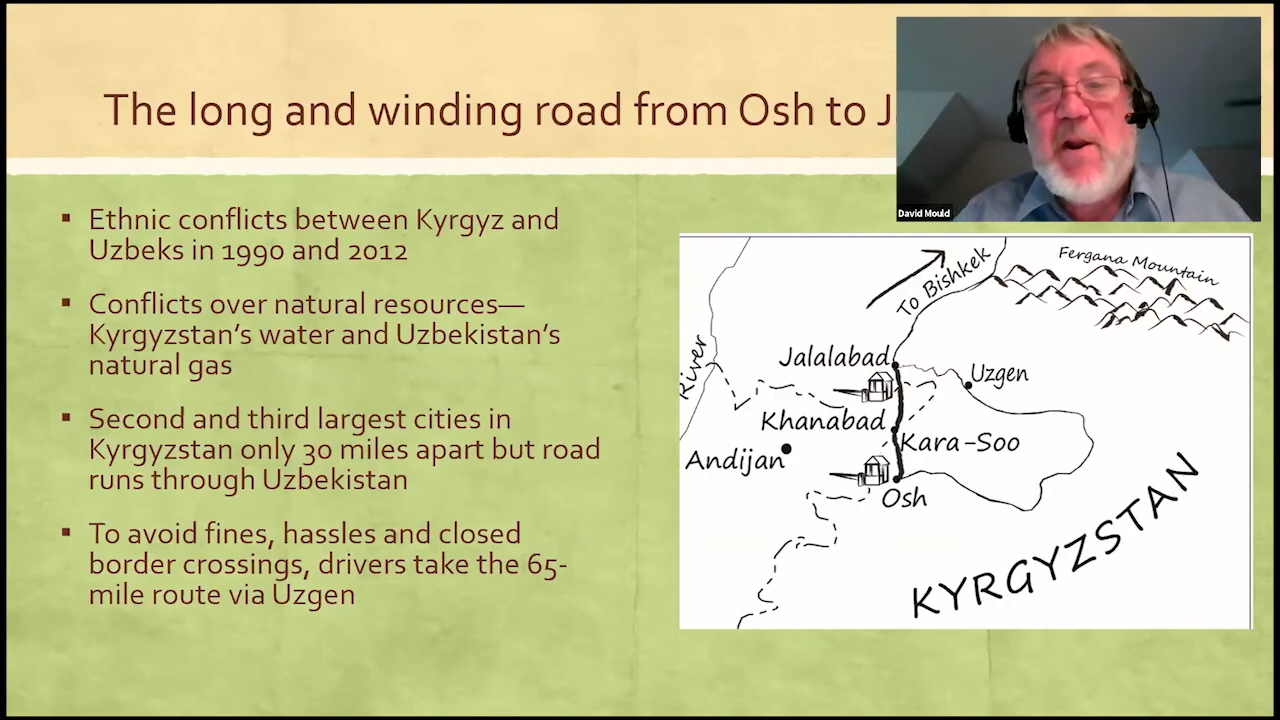 The long and winding road from Osh to J
David Mould
▪ Ethnic conflicts between Kyrgyz and
Uzbeks in 1990 and 2012
▪ Conflicts over natural resources—
Kyrgyzstan's water and Uzbekistan's
natural gas
▪ Second and third largest cities in
Kyrgyzstan only 30 miles apart but road
runs through Uzbekistan
▪ To avoid fines, hassles and closed
border crossings, drivers take the 65-
mile route via Uzgen
To Bishkek
Fergana Mountain
River
Jalalabad
Uzgen
Khanabad
Kara-Soo
Andijan
Osh
KYRGYZSTAN